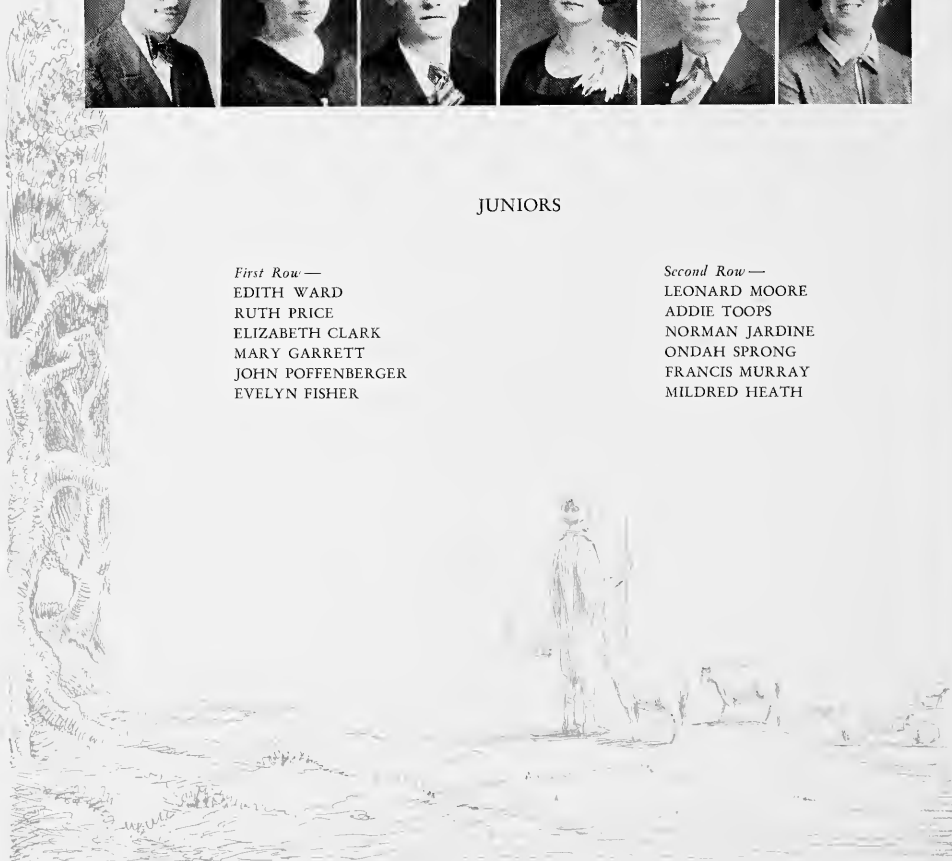 JUNIORS
First Row—
EDITH WARD
RUTH PRICE
ELIZABETH CLARK
MARY GARRETT
JOHN POFFENBERGER
EVELYN FISHER
Second Row—
LEONARD MOORE
ADDIE TOOPS
NORMAN JARDINE
ONDAH SPRONG
FRANCIS MURRAY
MILDRED HEATH